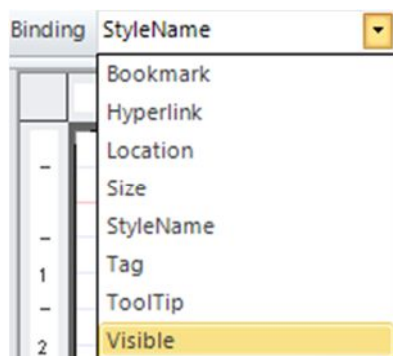 Binding StyleName
Bookmark
Hyperlink
Location
Size
StyleName
Tag
ToolTip
Visible
1
2